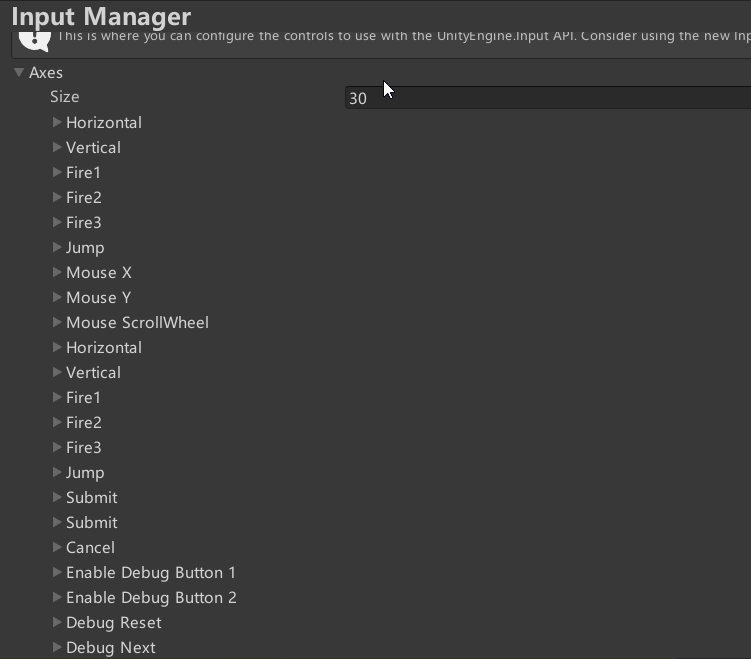 Input Manager
This is where you can configure the controls to use with the UnityEngine.Input API. Consider using the new Inp
Axes
Size
30
Horizontal
Vertical
Fire1
Fire2
Fire3
Jump
Mouse X
Mouse Y
Mouse ScrollWheel
Horizontal
Vertical
Fire1
Fire2
Fire3
Jump
Submit
Submit
Cancel
Enable Debug Button 1
Enable Debug Button 2
Debug Reset
Debug Next